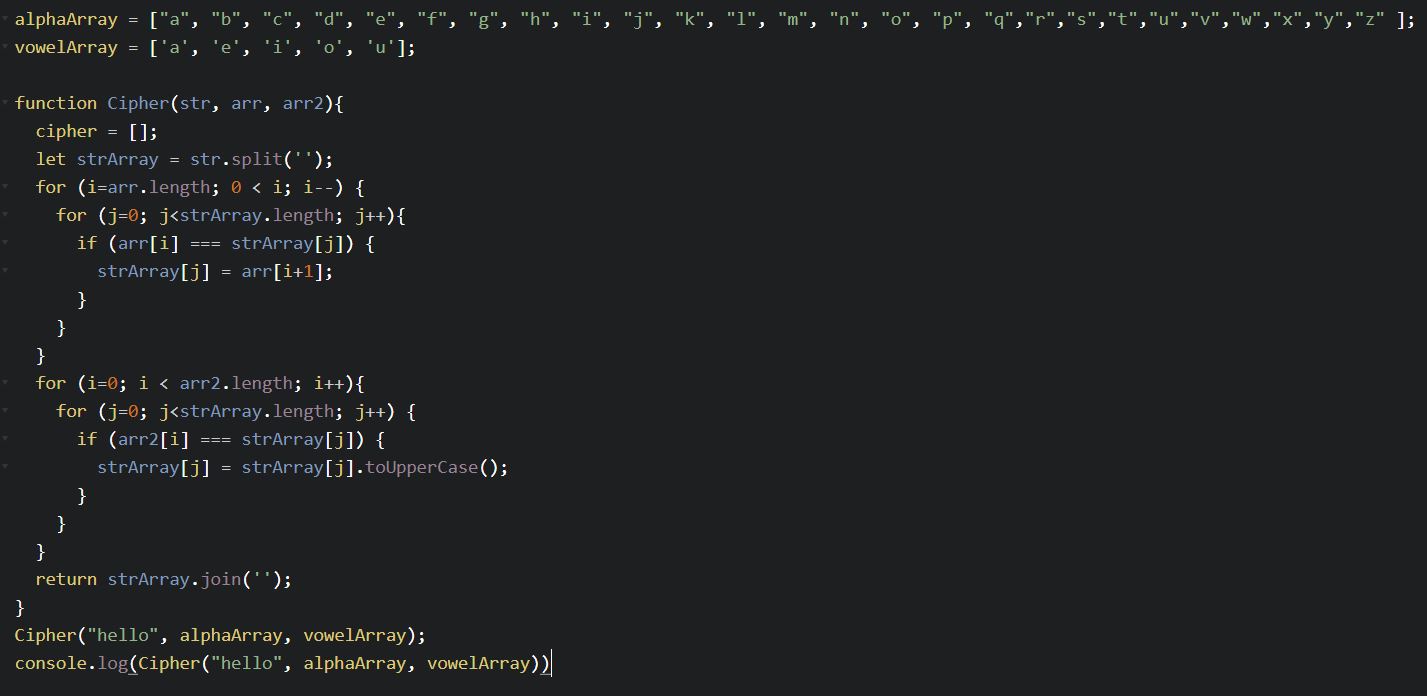 alphaArray = ["a", "b", "c", "d", "e", "f", "g", "h", "i", "j", "k", "l", "m", "n", "o", "p", "q","r","s","t","u","v","w","x","y","z" ];
vowelArray = ['a', 'e', 'i', 'o', 'u'];

function Cipher(str, arr, arr2){
  cipher = [];
  let strArray = str.split('');
  for (i=arr.length; 0 < i; i--) {
    for (j=0; j<strArray.length; j++){
      if (arr[i] === strArray[j]) {
        strArray[j] = arr[i+1];
      }
    }
  }
  for (i=0; i < arr2.length; i++){
    for (j=0; j<strArray.length; j++) {
      if (arr2[i] === strArray[j]) {
        strArray[j] = strArray[j].toUpperCase();
      }
    }
  }
  return strArray.join('');
}
Cipher("hello", alphaArray, vowelArray);
console.log(Cipher("hello", alphaArray, vowelArray))